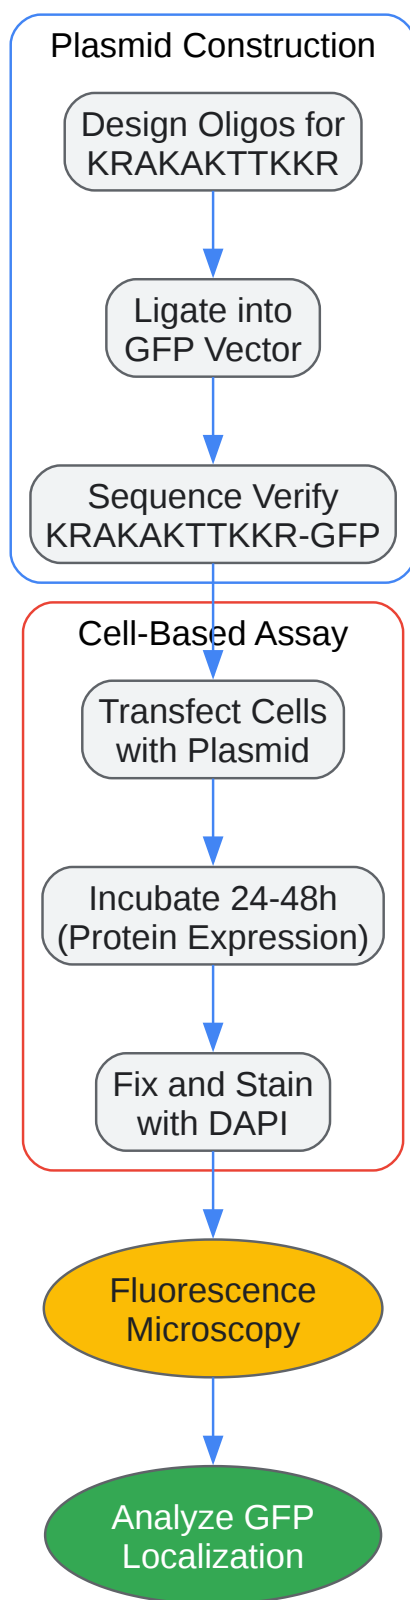 Plasmid Construction
Design Oligos for
KRAKAKTTKKR
Ligate into
GFP Vector
Sequence Verify
KRAKAKTTKKR-GFP
Cell-Based Assay
Transfect Cells
with Plasmid
Incubate 24-48h
(Protein Expression)
Fix and Stain
with DAPI
Fluorescence
Microscopy
Analyze GFP
Localization